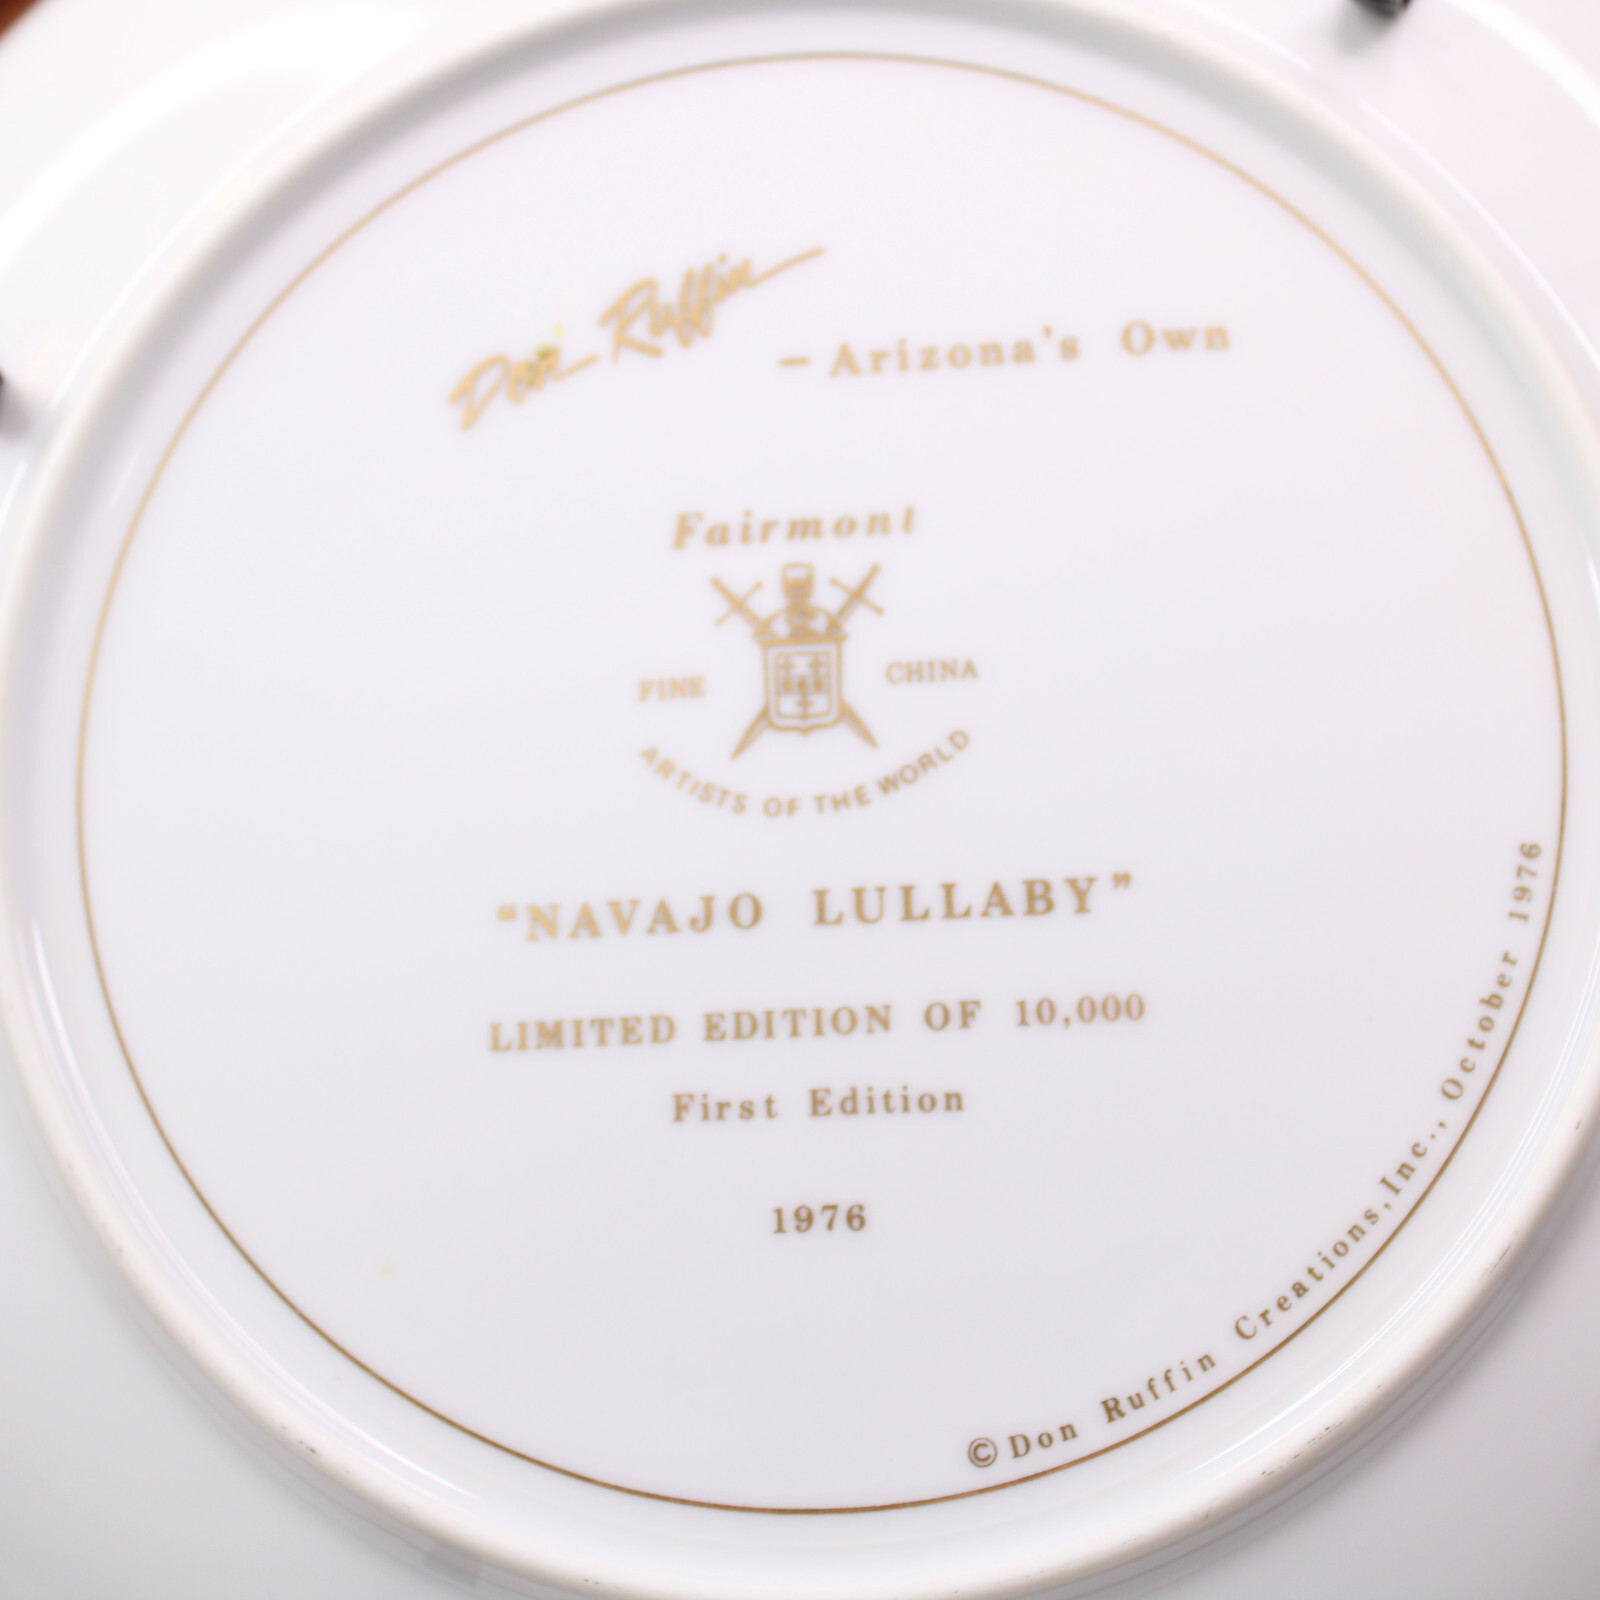 Don Ruffin
—Arizona's Own
Fairmont
FINE CHINA
ARTISTS OF THE WORLD
“NAVAJO LULLABY”
LIMITED EDITION OF 10,000
First Edition
1976
©Don Ruffin Creations,Inc., October 1976